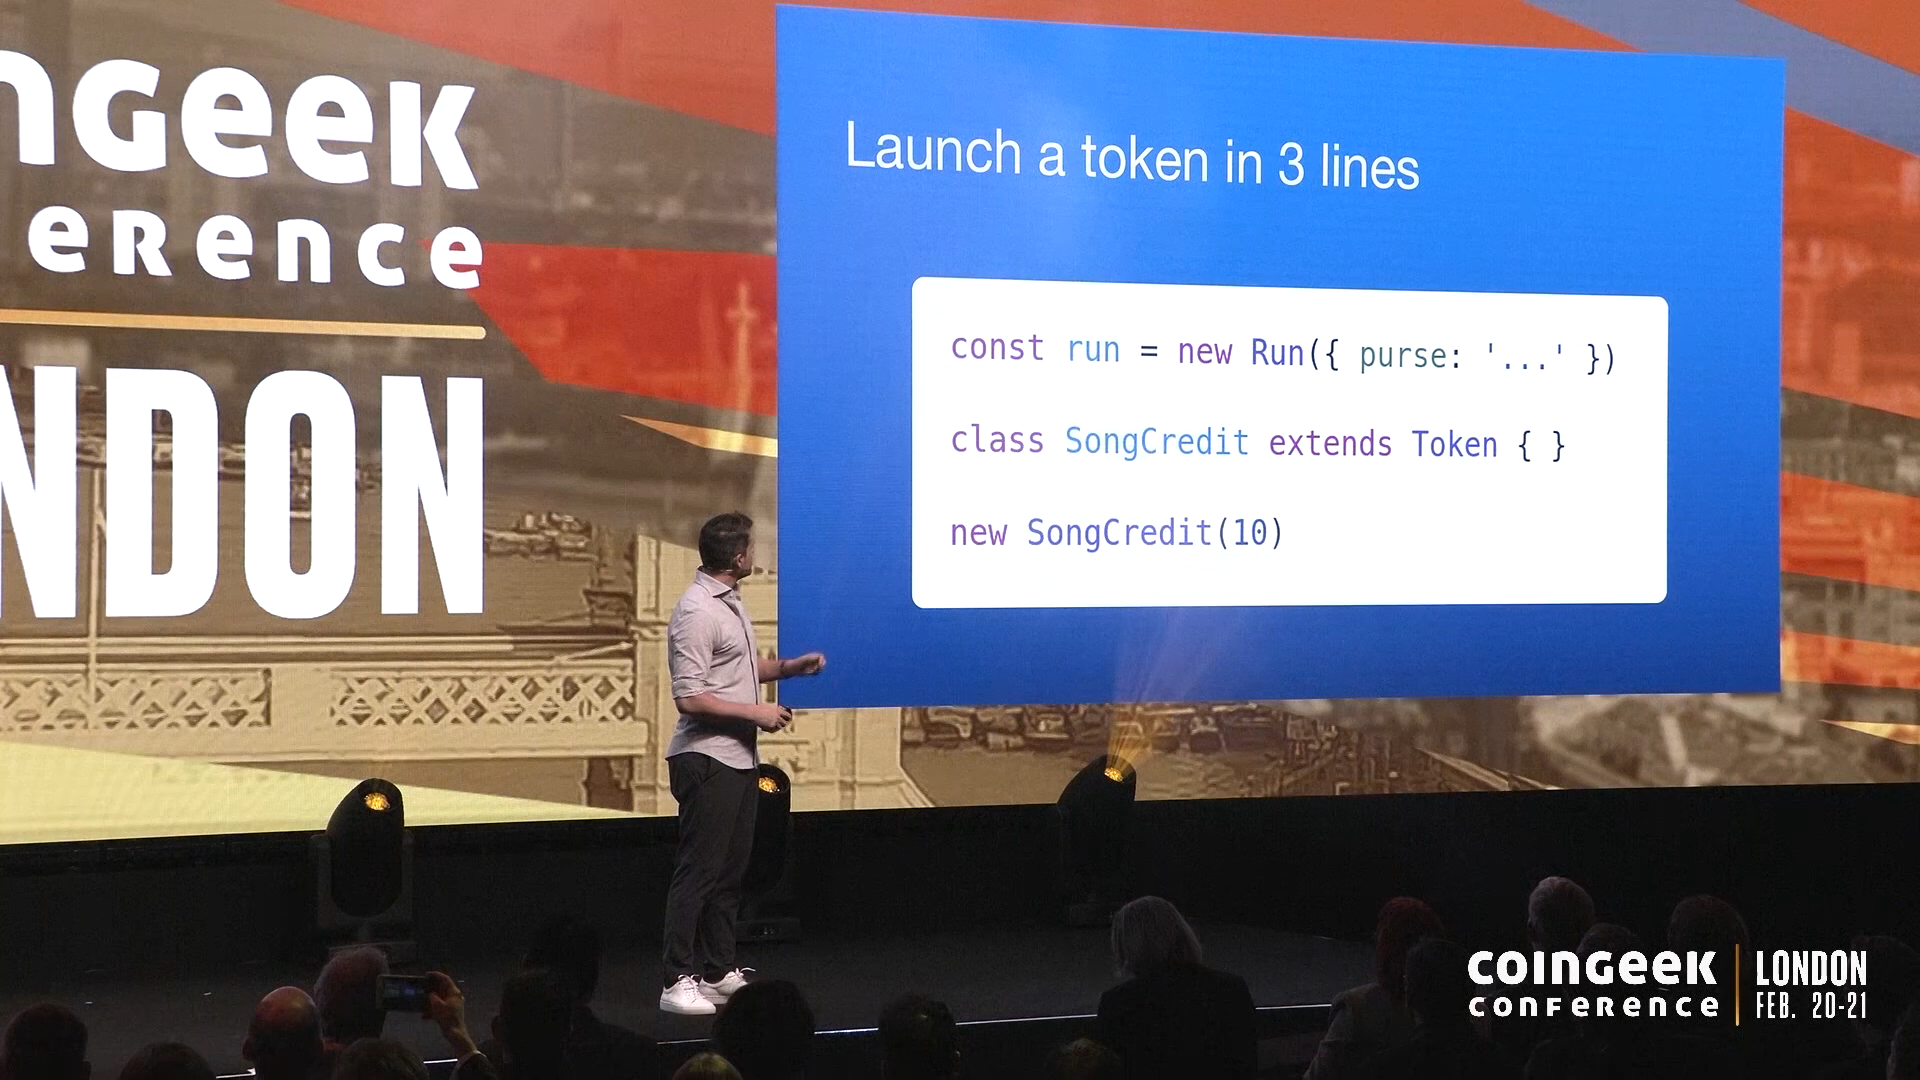 nGeeK
eRence
NDON
Launch a token in 3 lines
const run = new Run({ purse: '...' })
class SongCredit extends Token { }
new SongCredit(10)
COINGeeK
CONFERENCE
LONDON
FEB. 20-21